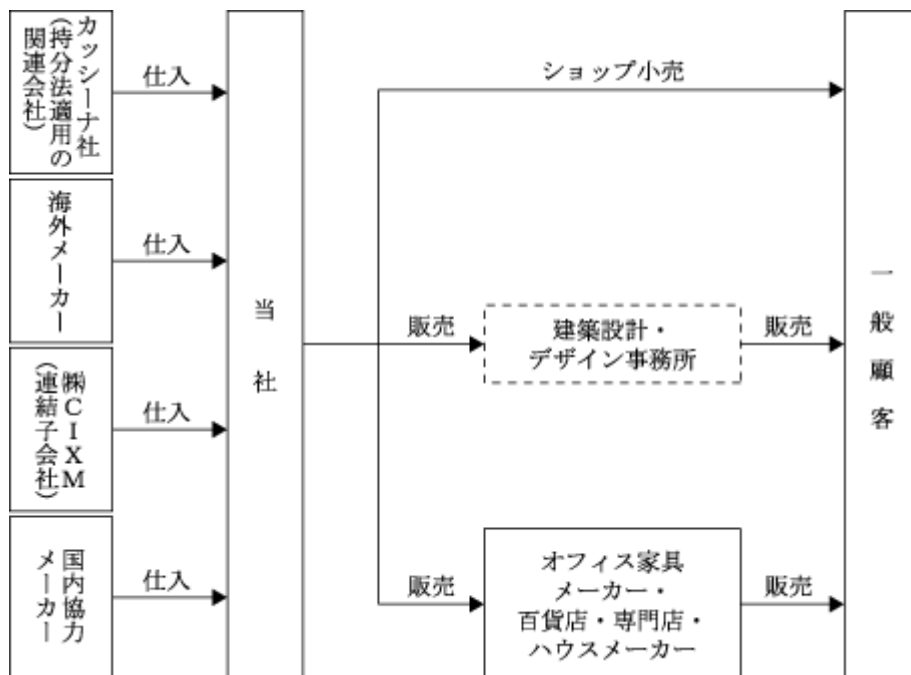 カッシーナ社
（持分法適用の
関連会社）
仕入
海外メーカー
仕入
㈱CIXM
（連結子会社）
仕入
国内協力
メーカー
仕入
当社
ショップ小売
販売
建築設計・
デザイン事務所
販売
販売
オフィス家具
メーカー・
百貨店・専門店・
ハウスメーカー
販売
一般顧客